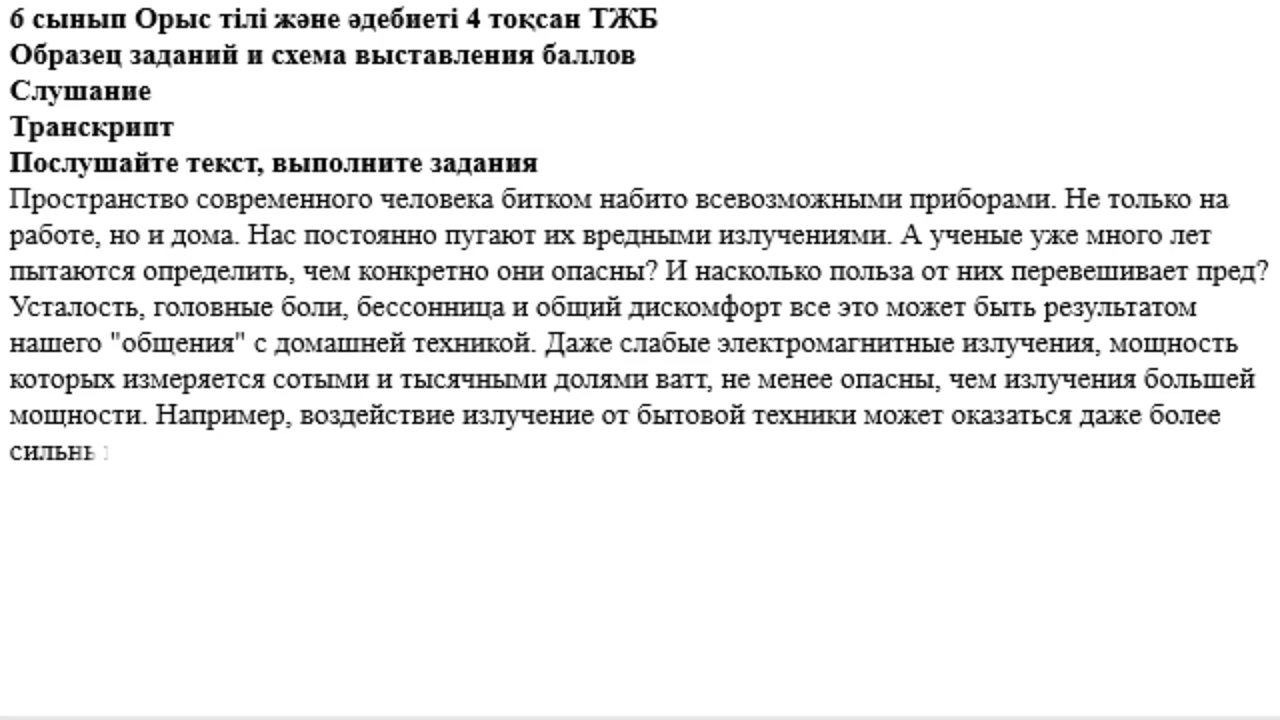 6 сынып Орыс тілі және әдебиеті 4 тоқсан ТЖБ
Образец заданий и схема выставления баллов
Слушание
Транскрипт
Послушайте текст, выполните задания
Пространство современного человека битком набито всевозможными приборами. Не только на
работе, но и дома. Нас постоянно пугают их вредными излучениями. А ученые уже много лет
пытаются определить, чем конкретно они опасны? И насколько польза от них перевешивает пред?
Усталость, головные боли, бессонница и общий дискомфорт все это может быть результатом
нашего "общения" с домашней техникой. Даже слабые электромагнитные излучения, мощность
которых измеряется сотыми и тысячными долями ватт, не менее опасны, чем излучения большей
мощности. Например, воздействие излучение от бытовой техники может оказаться даже более